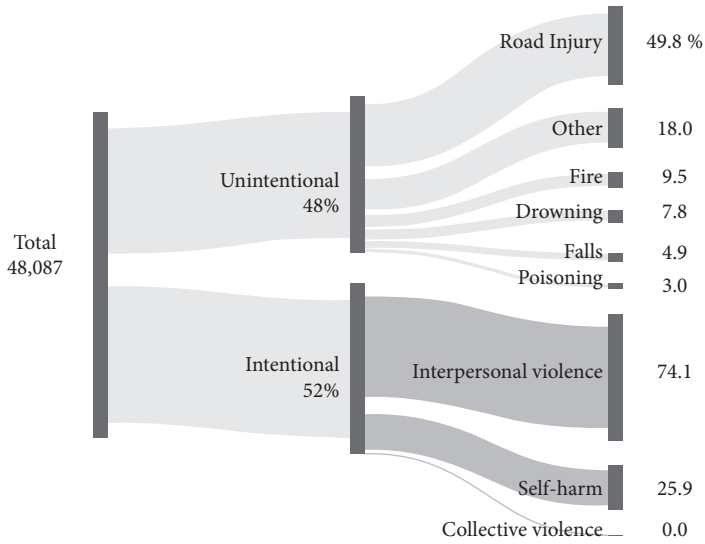 Total
48,087
Unintentional
48%
Intentional
52%
Road Injury 49.8 %
Other 18.0
Fire 9.5
Drowning 7.8
Falls 4.9
Poisoning 3.0
Interpersonal violence 74.1
Self-harm 25.9
Collective violence 0.0